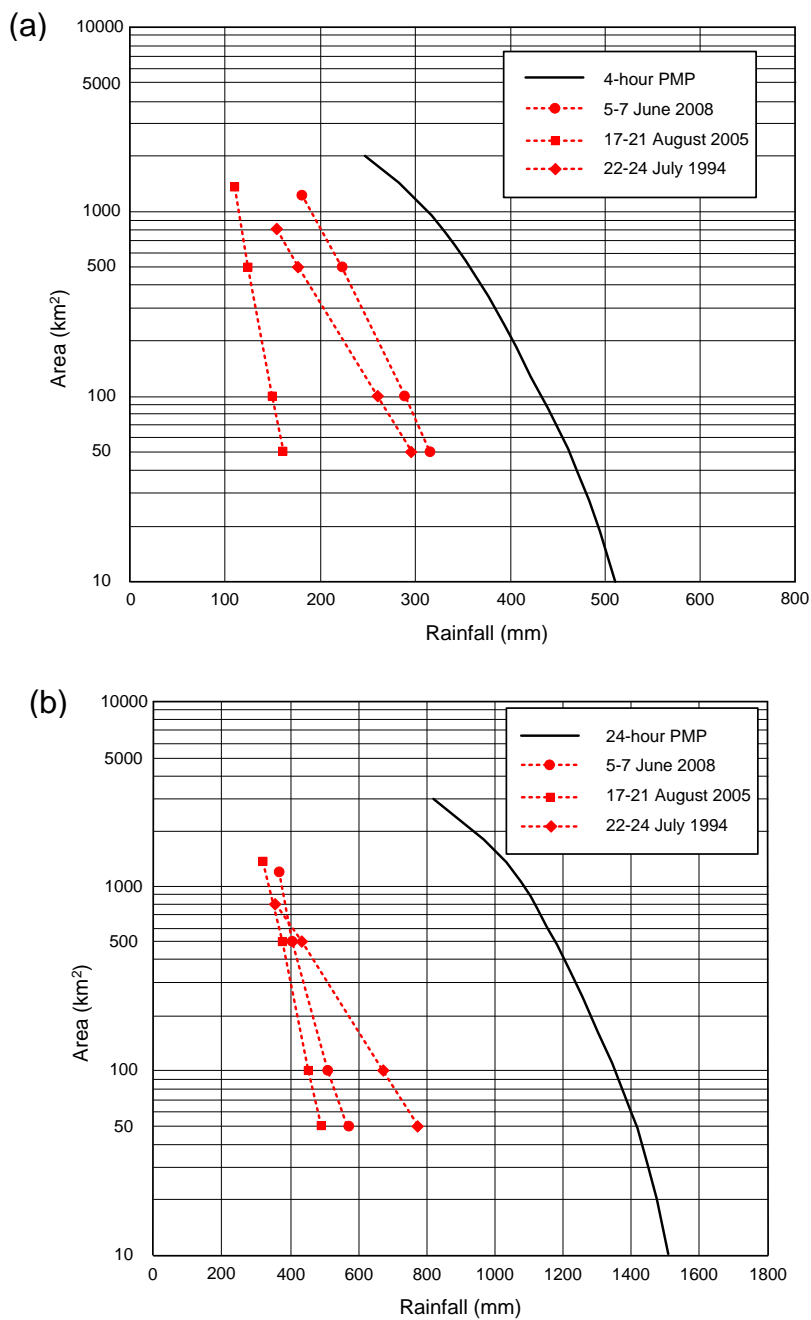 (a)
10000
5000
1000
500
100
50
10
Area (km²)
0 100 200 300 400 500 600 700 800
Rainfall (mm)
4-hour PMP
5-7 June 2008
17-21 August 2005
22-24 July 1994
(b)
10000
5000
1000
500
100
50
10
Area (km²)
0 200 400 600 800 1000 1200 1400 1600 1800
Rainfall (mm)
24-hour PMP
5-7 June 2008
17-21 August 2005
22-24 July 1994